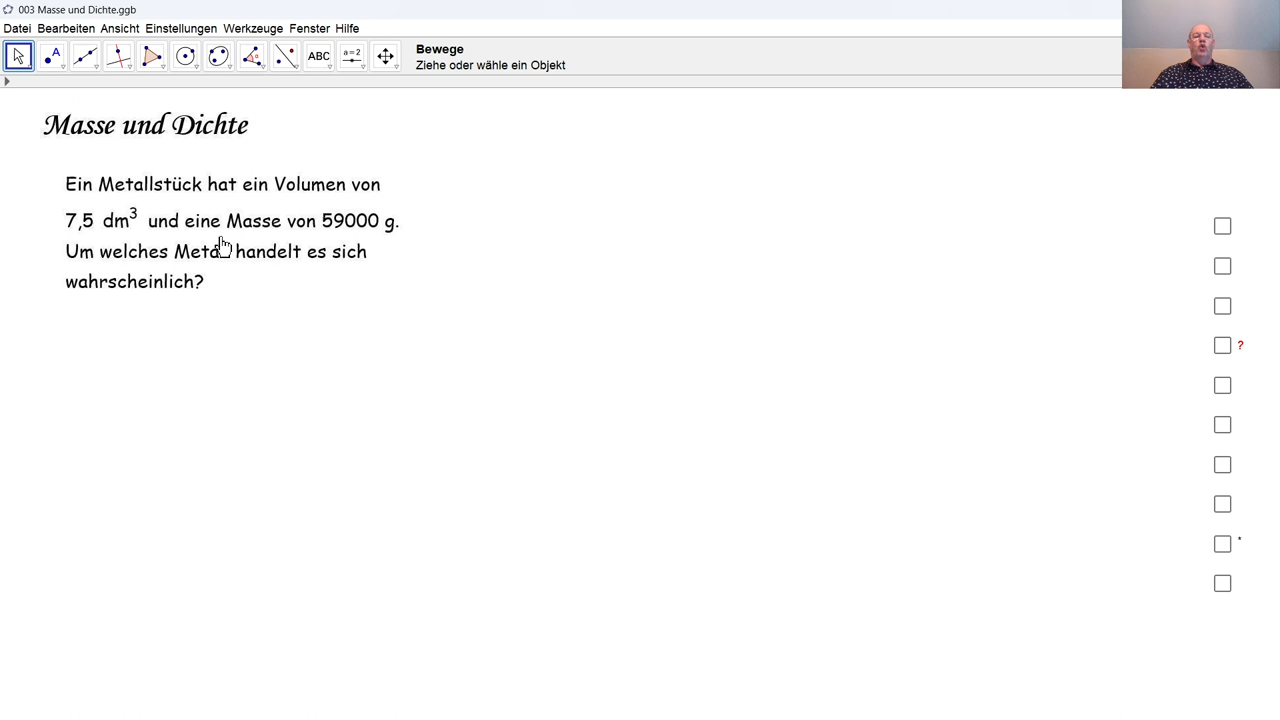 003 Masse und Dichte.ggb
Datei Bearbeiten Ansicht Einstellungen Werkzeuge Fenster Hilfe
A
ABC
a=2
Bewege
Ziehe oder wähle ein Objekt
Masse und Dichte
Ein Metallstück hat ein Volumen von
7,5 dm³ und eine Masse von 59000 g.
Um welches Metall handelt es sich
wahrscheinlich?
?
*